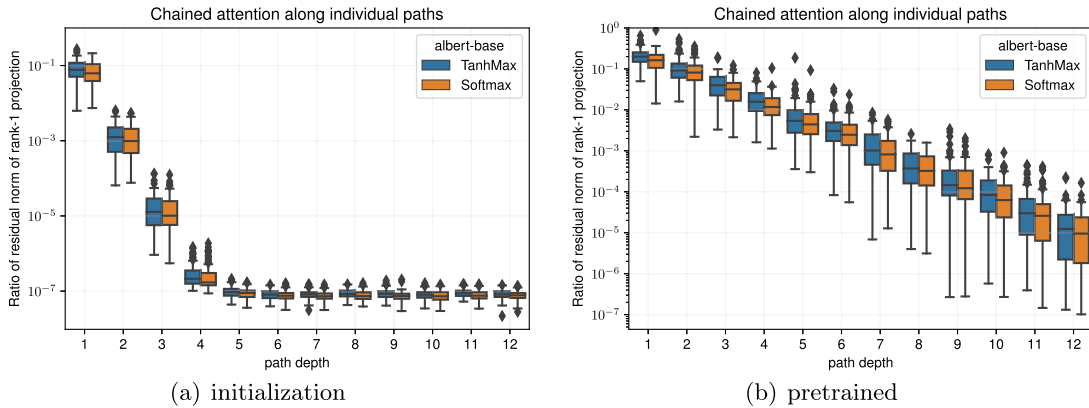 Chained attention along individual paths
Ratio of residual norm of rank-1 projection
10⁻¹
10⁻³
10⁻⁵
10⁻⁷
albert-base
TanhMax
Softmax
1 2 3 4 5 6 7 8 9 10 11 12
path depth
(a) initialization
Chained attention along individual paths
Ratio of residual norm of rank-1 projection
10⁰
10⁻¹
10⁻²
10⁻³
10⁻⁴
10⁻⁵
10⁻⁶
10⁻⁷
albert-base
TanhMax
Softmax
1 2 3 4 5 6 7 8 9 10 11 12
path depth
(b) pretrained